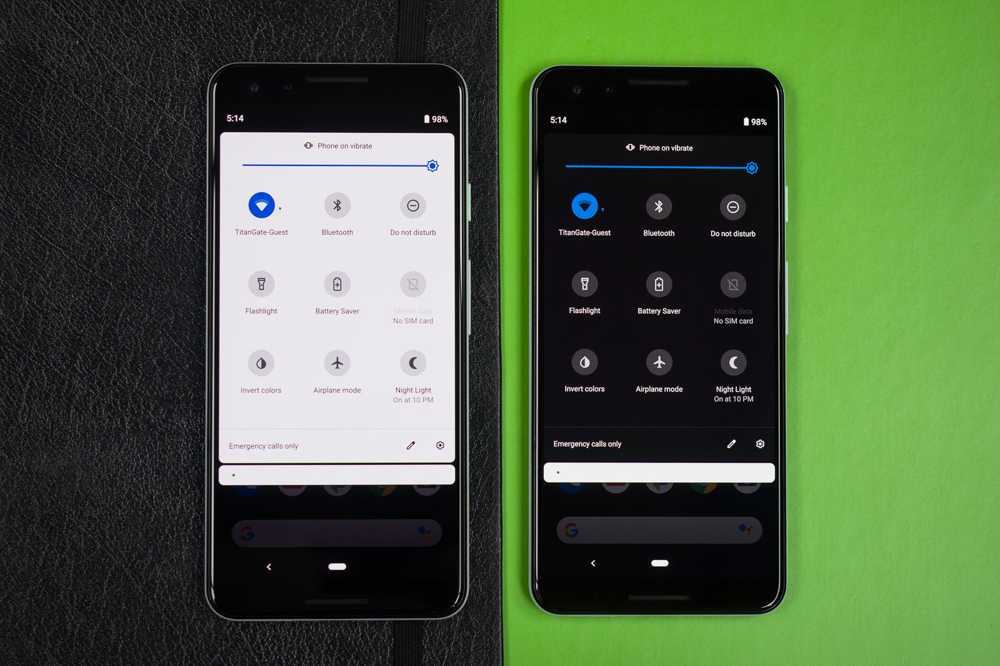 5:14
98%
Phone on vibrate
TitanGate-Guest
Bluetooth
Do not disturb
Flashlight
Battery Saver
Mobile data
No SIM card
Invert colors
Airplane mode
Night Light
On at 10 PM
Emergency calls only
G
5:14
98%
Phone on vibrate
TitanGate-Guest
Bluetooth
Do not disturb
Flashlight
Battery Saver
Mobile data
No SIM card
Invert colors
Airplane mode
Night Light
On at 10 PM
Emergency calls only
G